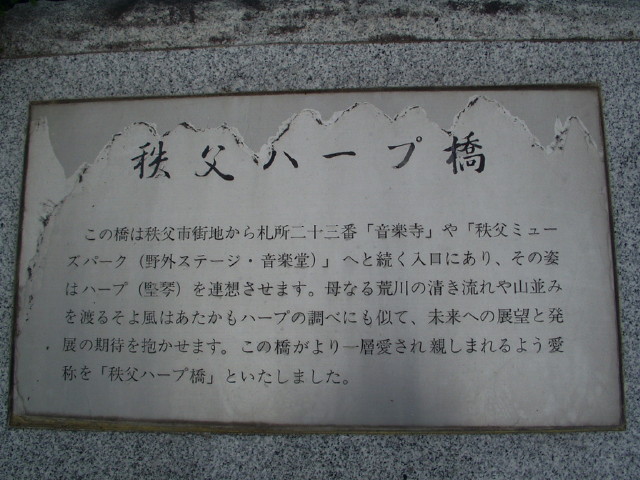 秩父ハープ橋
この橋は秩父市街地から札所二十三番「音楽寺」や「秩父ミュー
ズパーク（野外ステージ・音楽堂）」へと続く入口にあり、その姿
はハープ（竪琴）を連想させます。母なる荒川の清き流れや山並み
を渡るそよ風はあたかもハープの調べにも似て、未来への展望と発
展の期待を抱かせます。この橋がより一層愛され親しまれるよう愛
称を「秩父ハープ橋」といたしました。